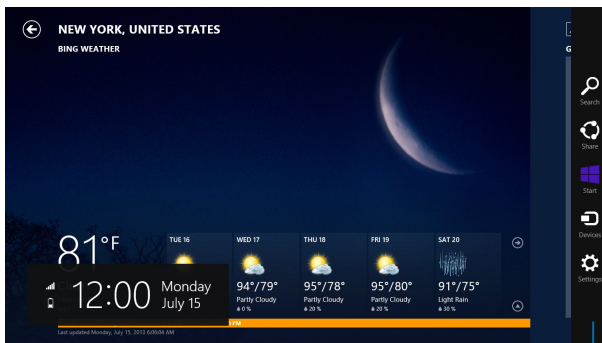 NEW YORK, UNITED STATES
BING WEATHER
G
Search
Share
Start
Devices
Settings
81°F
TUE 16
WED 17
94°/79°
Partly Cloudy
0 %
THU 18
95°/78°
Partly Cloudy
20 %
FRI 19
95°/80°
Partly Cloudy
20 %
SAT 20
91°/75°
Light Rain
30 %
12:00
Monday
July 15
PM
Last updated Monday, July 15, 2013 6:06:04 AM